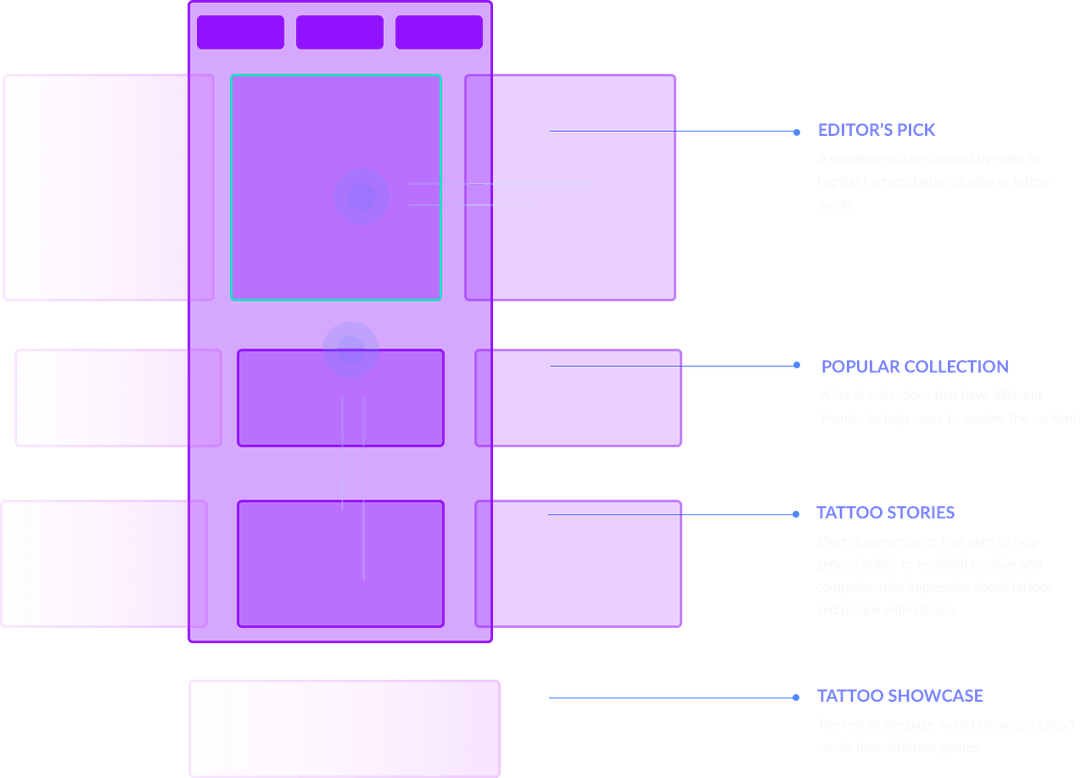 EDITOR'S PICK
A spotlight section curated by edito to
highlight artists, tattoo studios or tattoo
works.
POPULAR COLLECTION
A list of collections that have different
themes to help users to explore the content.
TATTOO STORIES
Short documentaries that aims to help
general public to establish positive and
comprihensive impression about tattoos
and people with tattoos.
TATTOO SHOWCASE
The rest of the page would showcase tattoo
works from different genres.